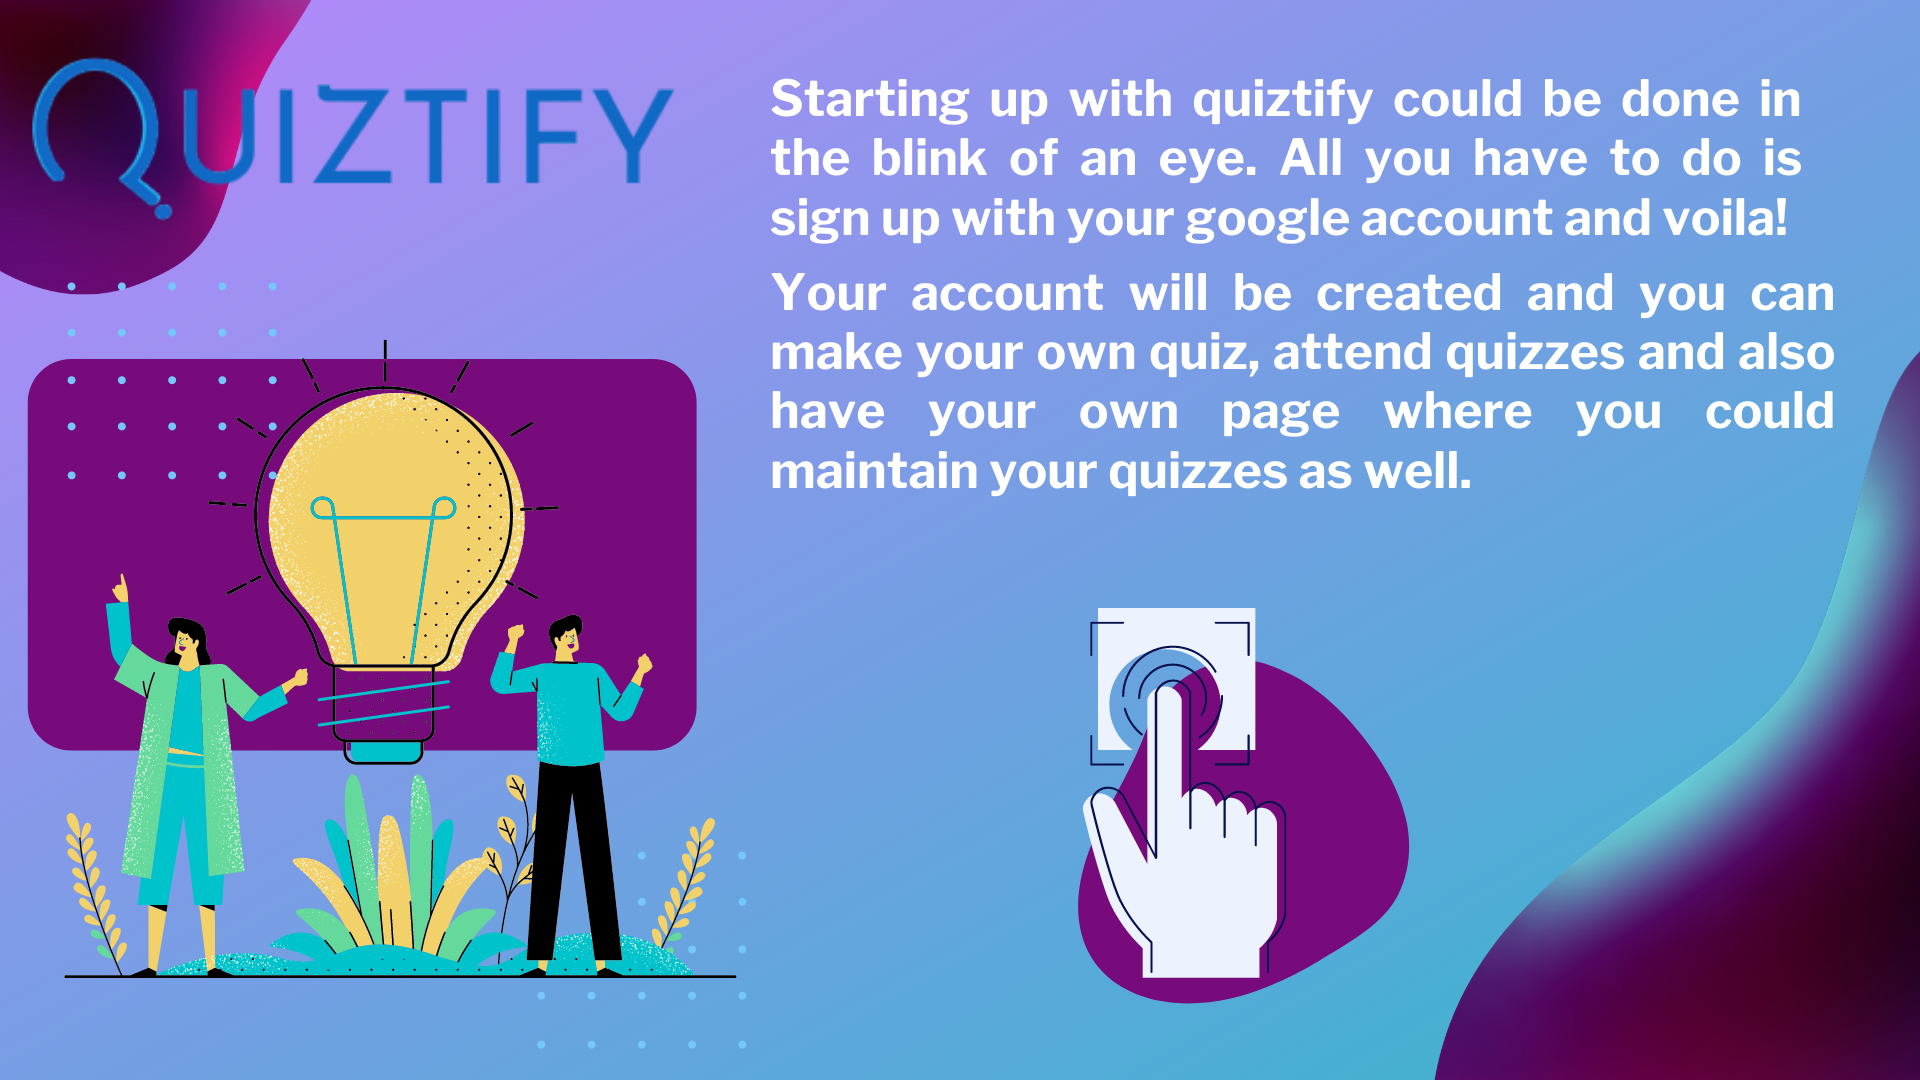 QUIZTIFY
Starting up with quiztify could be done in
the blink of an eye. All you have to do is
sign up with your google account and voila!
Your account will be created and you can
make your own quiz, attend quizzes and also
have your own page where you could
maintain your quizzes as well.